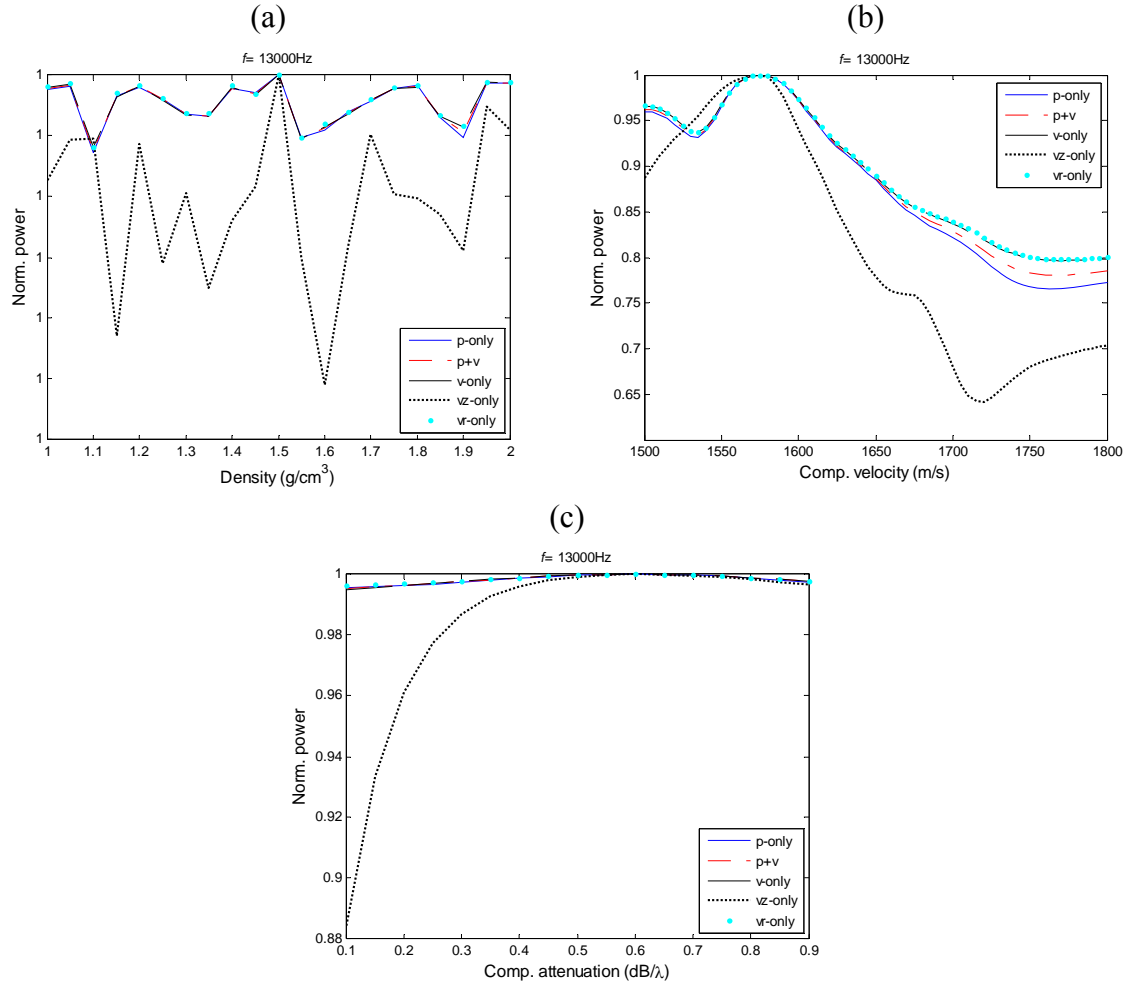 (a)
f= 13000Hz
1
1
1
1
1
1
1
Norm. power
p-only
p+v
v-only
vz-only
vr-only
1 1.1 1.2 1.3 1.4 1.5 1.6 1.7 1.8 1.9 2
Density (g/cm³)
(b)
f= 13000Hz
1
0.95
0.9
0.85
0.8
0.75
0.7
0.65
Norm. power
p-only
p+v
v-only
vz-only
vr-only
1500 1550 1600 1650 1700 1750 1800
Comp. velocity (m/s)
(c)
f= 13000Hz
1
0.98
0.96
0.94
0.92
0.9
0.88
Norm. power
p-only
p+v
v-only
vz-only
vr-only
0.1 0.2 0.3 0.4 0.5 0.6 0.7 0.8 0.9
Comp. attenuation (dB/λ)